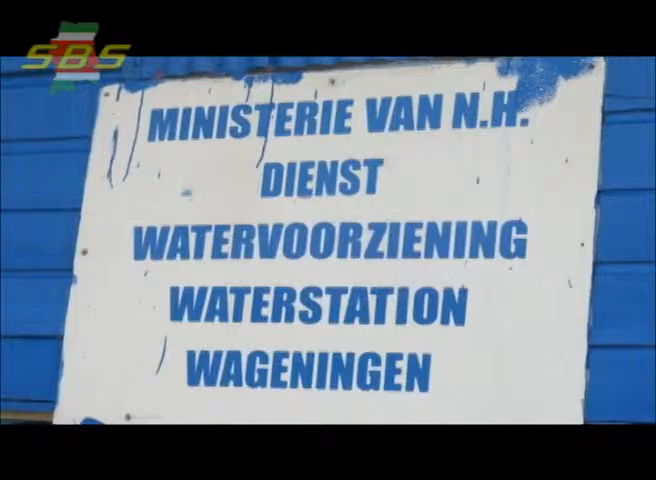 SBS
MINISTERIE VAN N.H.
DIENST
WATERVOORZIENING
WATERSTATION
WAGENINGEN